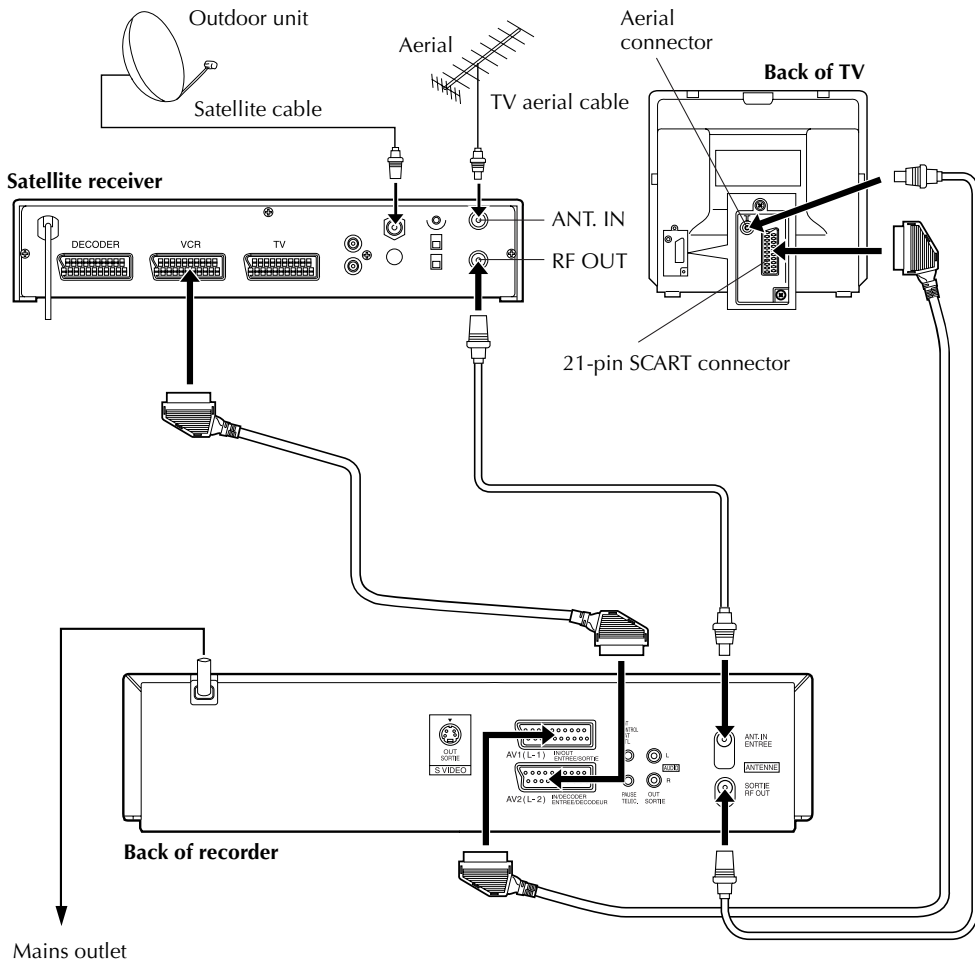 Outdoor unit
Aerial
Aerial
connector
Back of TV
Satellite cable
TV aerial cable
Satellite receiver
ANT. IN
DECODER
VCR
TV
RF OUT
21-pin SCART connector
OUT
SORTIE
S VIDEO
AV1 (L-1)
IN/OUT
ENTREE/SORTIE
AV2 (L-2)
IN/DECODER
ENTREE/DECODEUR
PAUSE
TELEC.
L
AUDIO
R
OUT
SORTIE
ANT. IN
ENTREE
ANTENNE
SORTIE
RF OUT
Back of recorder
Mains outlet